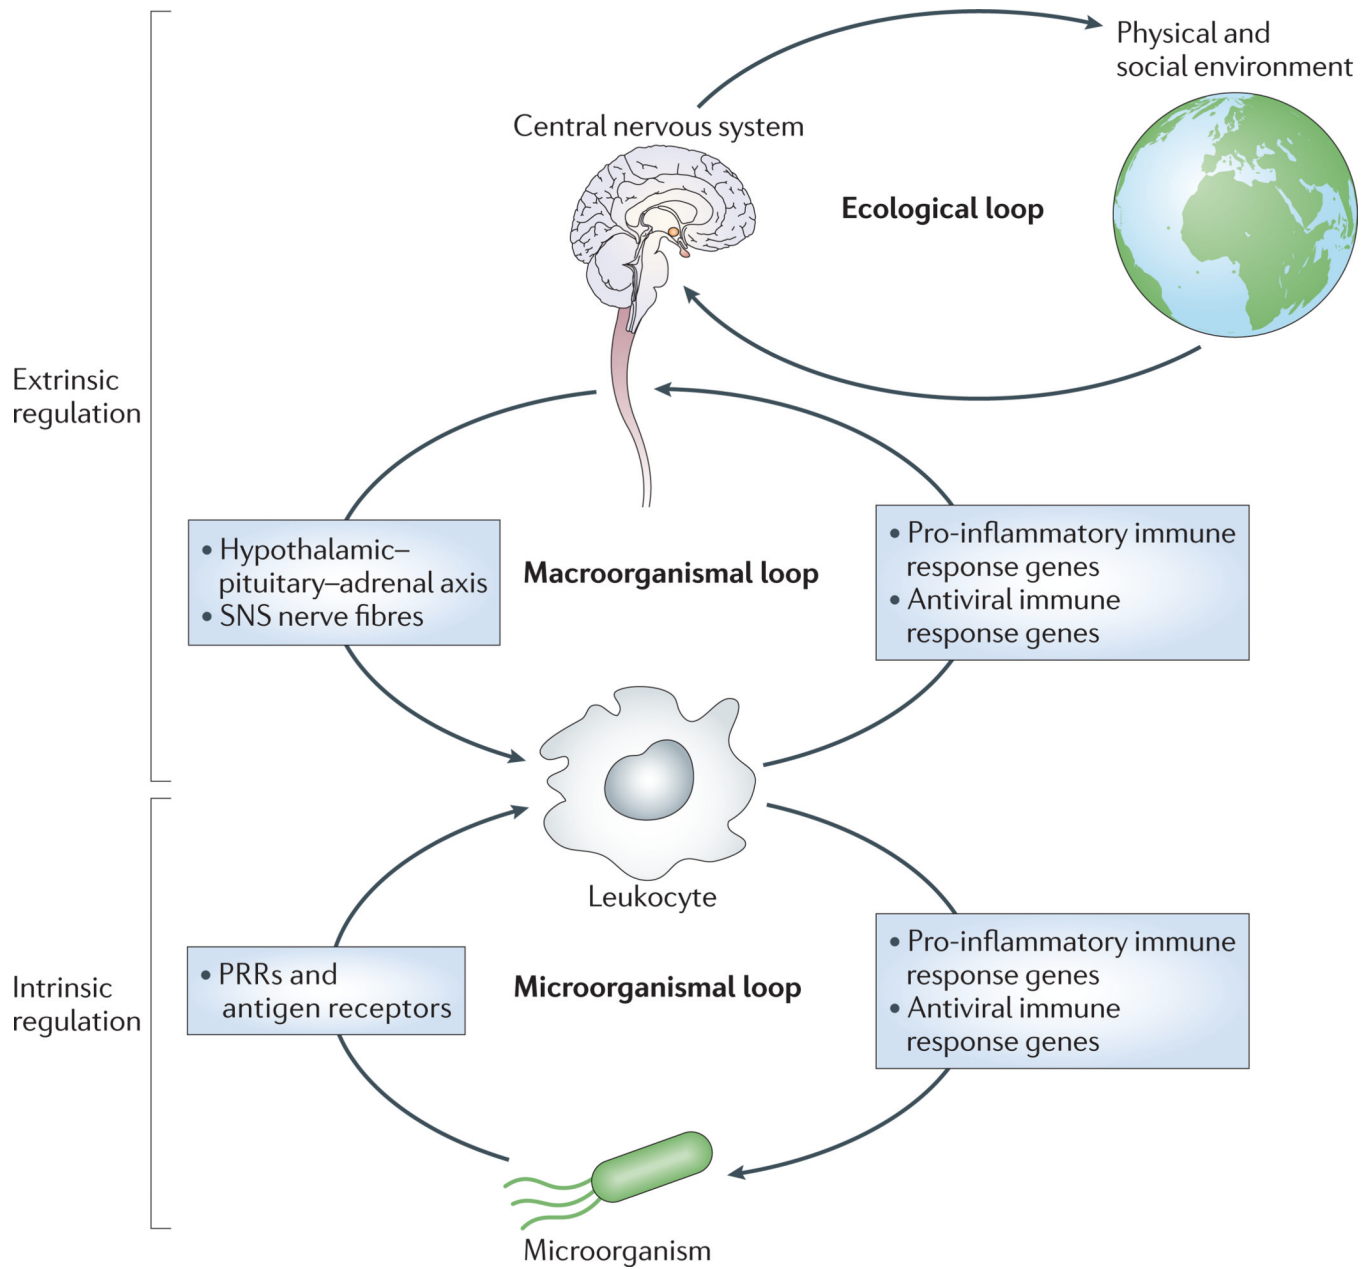 Physical and
social environment
Central nervous system
Ecological loop
Extrinsic
regulation
• Hypothalamic–
pituitary–adrenal axis
• SNS nerve fibres
Macroorganismal loop
• Pro-inflammatory immune
response genes
• Antiviral immune
response genes
Leukocyte
Intrinsic
regulation
• PRRs and
antigen receptors
Microorganismal loop
• Pro-inflammatory immune
response genes
• Antiviral immune
response genes
Microorganism